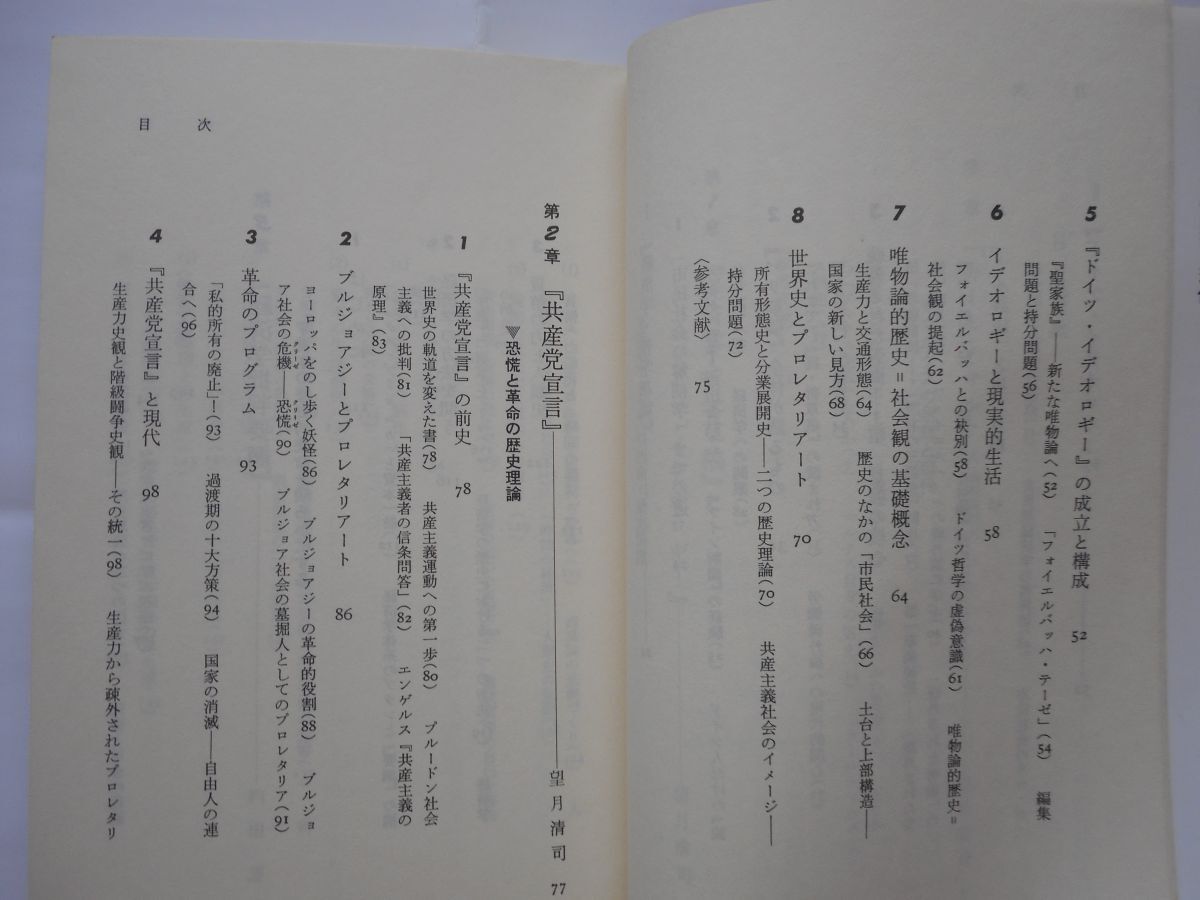 5 『ドイツ・イデオロギー』の成立と構成 52
『聖家族』――新たな唯物論へ(52) 「フォイエルバッハ・テーゼ」(54) 編集
問題と持分問題(56)
6 イデオロギーと現実的生活 58
フォイエルバッハとの袂別(58) ドイツ哲学の虚偽意識(61) 唯物論的歴史=
社会観の提起(62)
7 唯物論的歴史=社会観の基礎概念 64
生産力と交通形態(64) 歴史のなかの「市民社会」(66) 土台と上部構造――
国家の新しい見方(68)
8 世界史とプロレタリアート 70
所有形態史と分業展開史――二つの歴史理論(70) 共産主義社会のイメージ――
持分問題(72)
〈参考文献〉 75
第2章 『共産党宣言』――望月清司 77
▼恐慌と革命の歴史理論
1 『共産党宣言』の前史 78
世界史の軌道を変えた書(78) 共産主義運動への第一歩(80) プルードン社会
主義への批判(81) 「共産主義者の信条問答」(82) エンゲルス『共産主義の
原理』(83)
2 ブルジョアジーとプロレタリアート 86
ヨーロッパをのし歩く妖怪(86) ブルジョアジーの革命的役割(88) ブルジョ
ア社会の危機――恐慌(90) ブルジョア社会の墓掘人としてのプロレタリア(91)
クリーゼ クリーゼ
3 革命のプログラム 93
「私的所有の廃止」!(93) 過渡期の十大方策(94) 国家の消滅――自由人の連
合へ(96)
4 『共産党宣言』と現代 98
生産力史観と階級闘争史観――その統一(98) 生産力から疎外されたプロレタリ
目 次